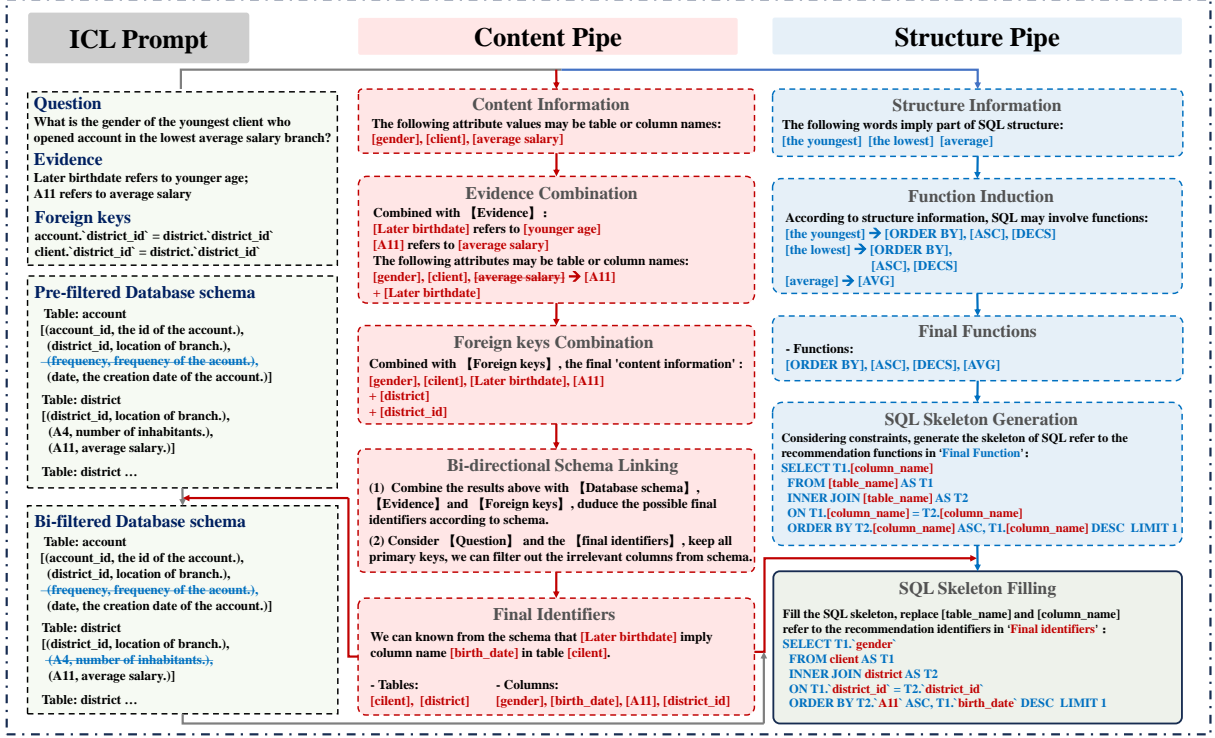 ICL Prompt
Question
What is the gender of the youngest client who
opened account in the lowest average salary branch?
Evidence
Later birthdate refers to younger age;
A11 refers to average salary
Foreign keys
account.`district_id` = district.`district_id`
client.`district_id` = district.`district_id`
Pre-filtered Database schema
Table: account
[(account_id, the id of the account.),
(district_id, location of branch.),
(frequency, frequency of the acount.),
(date, the creation date of the account.)]
Table: district
[(district_id, location of branch.),
(A4, number of inhabitants.),
(A11, average salary.)]
Table: district …
Bi-filtered Database schema
Table: account
[(account_id, the id of the account.),
(district_id, location of branch.),
(frequency, frequency of the acount.),
(date, the creation date of the account.)]
Table: district
[(district_id, location of branch.),
(A4, number of inhabitants.),
(A11, average salary.)]
Table: district …
Content Pipe
Content Information
The following attribute values may be table or column names:
[gender], [client], [average salary]
Evidence Combination
Combined with 【Evidence】:
[Later birthdate] refers to [younger age]
[A11] refers to [average salary]
The following attributes may be table or column names:
[gender], [client], [average salary] → [A11]
+ [Later birthdate]
Foreign keys Combination
Combined with 【Foreign keys】, the final 'content information' :
[gender], [cilent], [Later birthdate], [A11]
+ [district]
+ [district_id]
Bi-directional Schema Linking
(1) Combine the results above with 【Database schema】,
【Evidence】and 【Foreign keys】, duduce the possible final
identifiers according to schema.
(2) Consider 【Question】 and the 【final identifiers】, keep all
primary keys, we can filter out the irrelevant columns from schema.
Final Identifiers
We can known from the schema that [Later birthdate] imply
column name [birth_date] in table [cilent].
- Tables: - Columns:
[cilent], [district] [gender], [birth_date], [A11], [district_id]
Structure Pipe
Structure Information
The following words imply part of SQL structure:
[the youngest] [the lowest] [average]
Function Induction
According to structure information, SQL may involve functions:
[the youngest] → [ORDER BY], [ASC], [DECS]
[the lowest] → [ORDER BY],
[ASC], [DECS]
[average] → [AVG]
Final Functions
- Functions:
[ORDER BY], [ASC], [DECS], [AVG]
SQL Skeleton Generation
Considering constraints, generate the skeleton of SQL refer to the
recommendation functions in 'Final Function':
SELECT T1.[column_name]
FROM [table_name] AS T1
INNER JOIN [table_name] AS T2
ON T1.[column_name] = T2.[column_name]
ORDER BY T2.[column_name] ASC, T1.[column_name] DESC LIMIT 1
SQL Skeleton Filling
Fill the SQL skeleton, replace [table_name] and [column_name]
refer to the recommendation identifiers in 'Final identifiers' :
SELECT T1.`gender`
FROM client AS T1
INNER JOIN district AS T2
ON T1.`district_id` = T2.`district_id`
ORDER BY T2.`A11` ASC, T1.`birth_date` DESC LIMIT 1